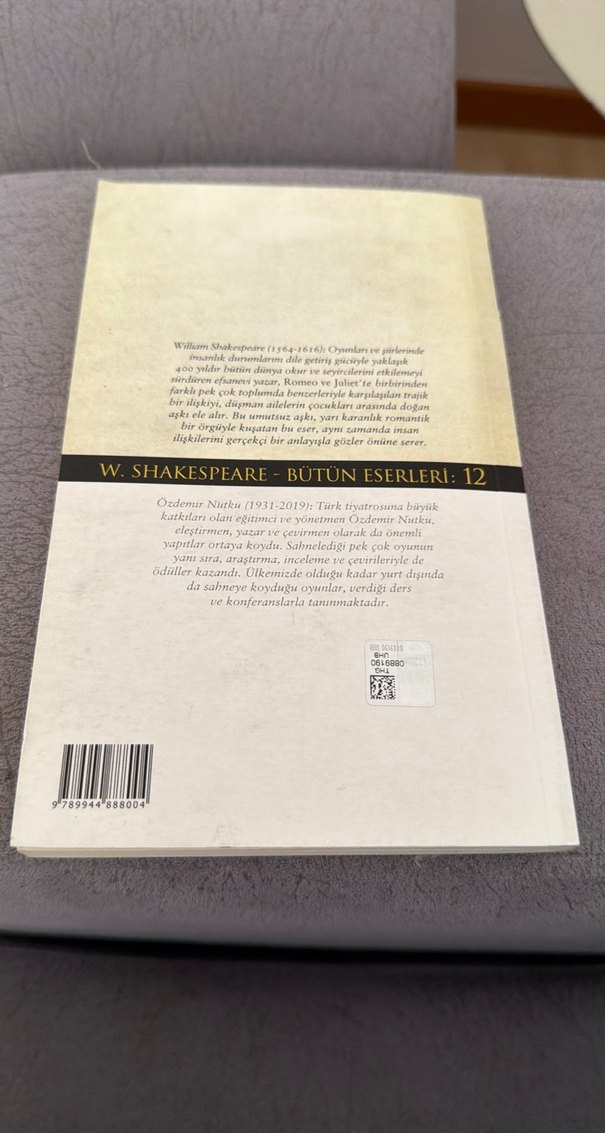 William Shakespeare (1564-1616): Oyunları ve şiirlerinde
insanlık durumlarını dile getiriş gücüyle yaklaşık
400 yıldır bütün dünya okur ve seyircilerini etkilemeyi
sürdüren efsanevi yazar, Romeo ve Juliet'te birbirinden
farklı pek çok toplumda benzerleriyle karşılaşılan trajik
bir ilişkiyi, düşman ailelerin çocukları arasında doğan
aşkı ele alır. Bu umutsuz aşkı, yarı karanlık romantik
bir örgüyle kuşatan bu eser, aynı zamanda insan
ilişkilerini gerçekçi bir anlayışla gözler önüne serer.
W. SHAKESPEARE - BÜTÜN ESERLERİ: 12
Özdemir Nutku (1931-2019): Türk tiyatrosuna büyük
katkıları olan eğitimci ve yönetmen Özdemir Nutku,
eleştirmen, yazar ve çevirmen olarak da önemli
yapıtlar ortaya koydu. Sahnelediği pek çok oyunun
yanı sıra, araştırma, inceleme ve çevirileriyle de
ödüller kazandı. Ülkemizde olduğu kadar yurt dışında
da sahneye koyduğu oyunlar, verdiği ders
ve konferanslarla tanınmaktadır.
THG
0889190
UHB
9 789944 888004